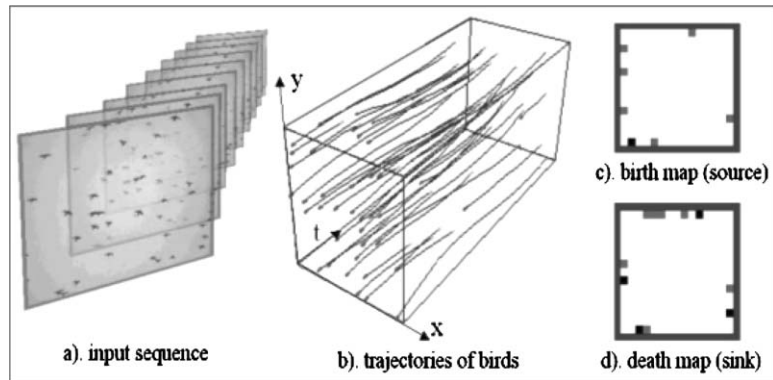 y
t
x
a). input sequence
b). trajectories of birds
c). birth map (source)
d). death map (sink)